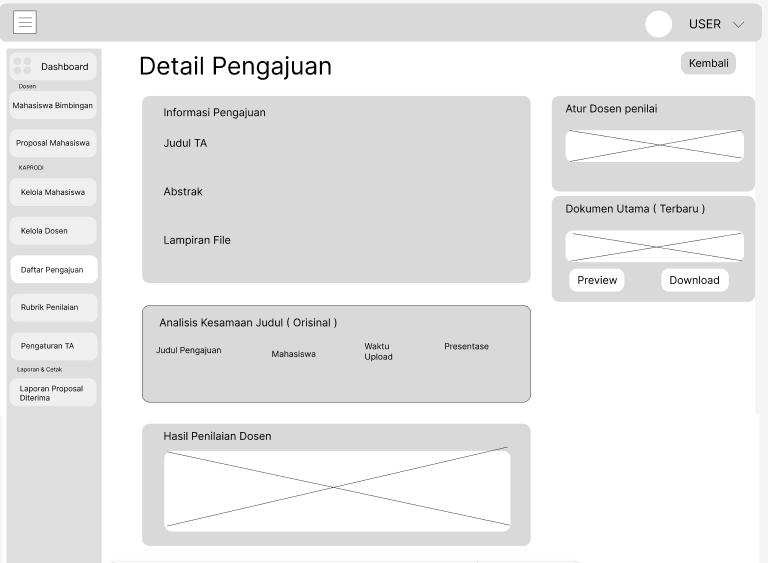 USER
Dashboard
Dosen
Mahasiswa Bimbingan
Proposal Mahasiswa
KAPRODI
Kelola Mahasiswa
Kelola Dosen
Daftar Pengajuan
Rubrik Penilaian
Pengaturan TA
Laporan & Cetak
Laporan Proposal
Diterima
Detail Pengajuan
Kembali
Informasi Pengajuan
Judul TA
Abstrak
Lampiran File
Atur Dosen penilai
Dokumen Utama ( Terbaru )
Preview
Download
Analisis Kesamaan Judul ( Orisinal )
Judul Pengajuan
Mahasiswa
Waktu
Upload
Presentase
Hasil Penilaian Dosen